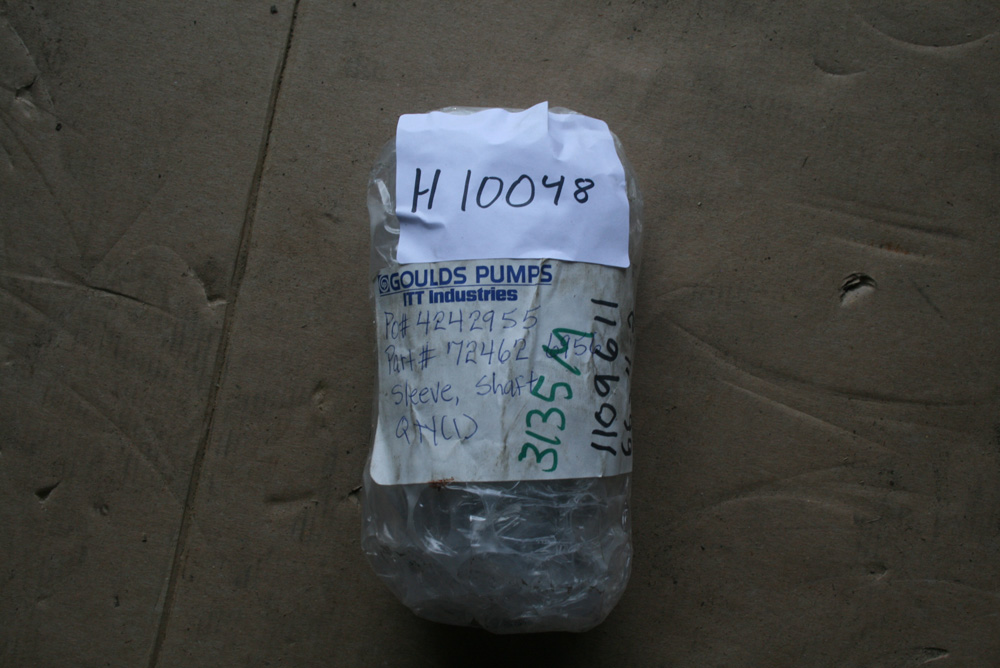 H 10048
GOULDS PUMPS
ITT Industries
Po# 4242955
Part # 72462
Sleeve, Shaft
QTY(1)
3135 M
1109611